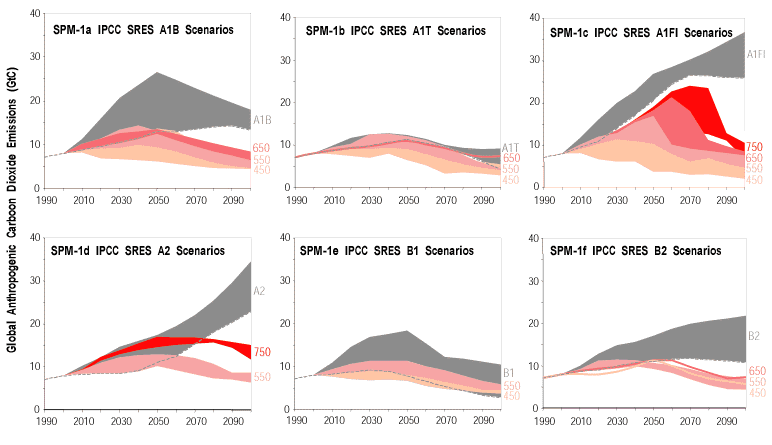 Global Anthropogenic Carboon Dioxide Emissions (GtC)
SPM-1a IPCC SRES A1B Scenarios
40
30
20
10
0
A1B
650
550
450
1990 2010 2030 2050 2070 2090
SPM-1b IPCC SRES A1T Scenarios
40
30
20
10
0
A1T
650
550
450
1990 2010 2030 2050 2070 2090
SPM-1c IPCC SRES A1FI Scenarios
40
30
20
10
0
A1FI
750
650
550
450
1990 2010 2030 2050 2070 2090
SPM-1d IPCC SRES A2 Scenarios
40
30
20
10
0
A2
750
550
1990 2010 2030 2050 2070 2090
SPM-1e IPCC SRES B1 Scenarios
40
30
20
10
0
B1
550
450
1990 2010 2030 2050 2070 2090
SPM-1f IPCC SRES B2 Scenarios
40
30
20
10
0
B2
650
550
450
1990 2010 2030 2050 2070 2090